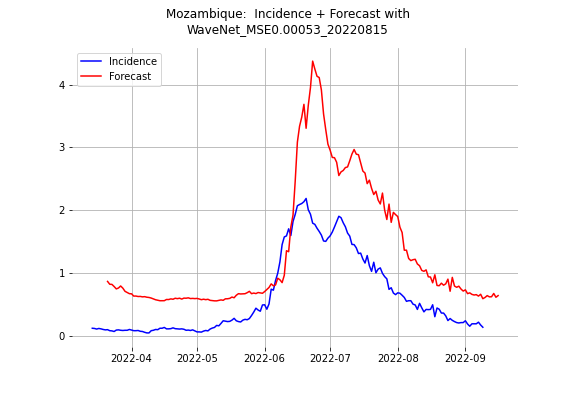 Mozambique:  Incidence + Forecast with
WaveNet_MSE0.00053_20220815
Incidence
Forecast
4
3
2
1
0
2022-04 2022-05 2022-06 2022-07 2022-08 2022-09